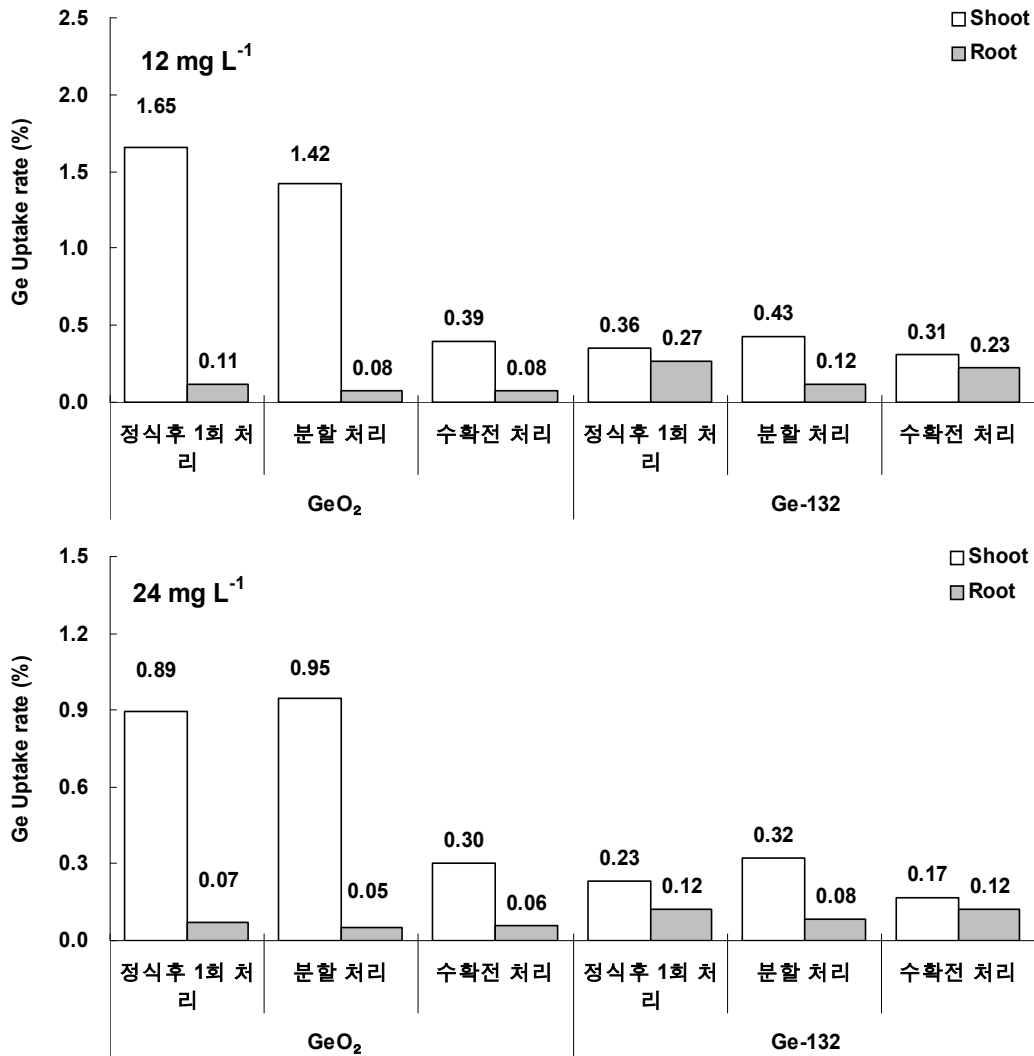 2.5
Shoot
Root
12 mg L⁻¹
2.0
1.65
1.42
1.5
Ge Uptake rate (%)
1.0
0.5
0.39
0.36
0.27
0.43
0.31
0.23
0.11
0.08
0.08
0.12
0.0
정식후 1회 처리
분할 처리
수확전 처리
정식후 1회 처리
분할 처리
수확전 처리
GeO₂
Ge-132
1.5
Shoot
Root
24 mg L⁻¹
1.2
0.89
0.95
0.9
Ge Uptake rate (%)
0.6
0.3
0.30
0.23
0.32
0.17
0.07
0.05
0.06
0.12
0.08
0.12
0.0
정식후 1회 처리
분할 처리
수확전 처리
정식후 1회 처리
분할 처리
수확전 처리
GeO₂
Ge-132